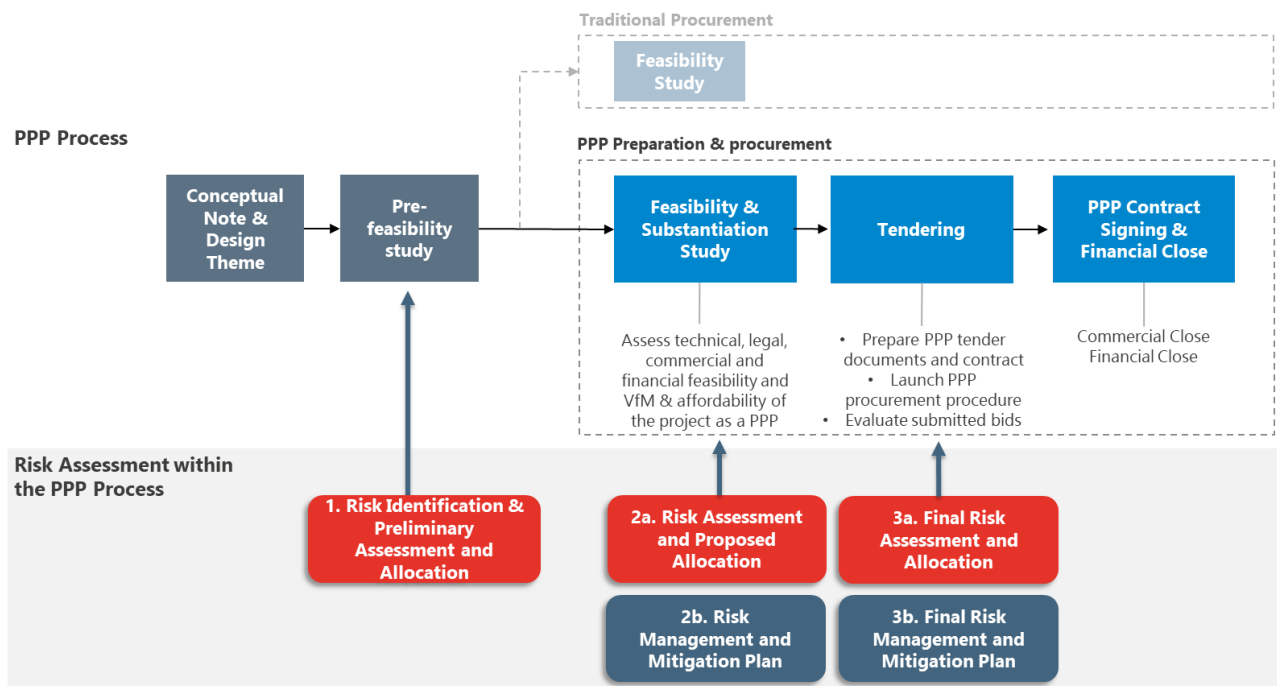 Traditional Procurement
Feasibility
Study
PPP Process
PPP Preparation & procurement
Conceptual
Note &
Design
Theme
Pre-
feasibility
study
Feasibility &
Substantiation
Study
Tendering
PPP Contract
Signing &
Financial Close
Assess technical, legal,
commercial and
financial feasibility and
VfM & affordability of
the project as a PPP
• Prepare PPP tender
documents and contract
• Launch PPP
procurement procedure
• Evaluate submitted bids
Commercial Close
Financial Close
Risk Assessment within
the PPP Process
1. Risk Identification &
Preliminary
Assessment and
Allocation
2a. Risk Assessment
and Proposed
Allocation
3a. Final Risk
Assessment and
Allocation
2b. Risk
Management and
Mitigation Plan
3b. Final Risk
Management and
Mitigation Plan